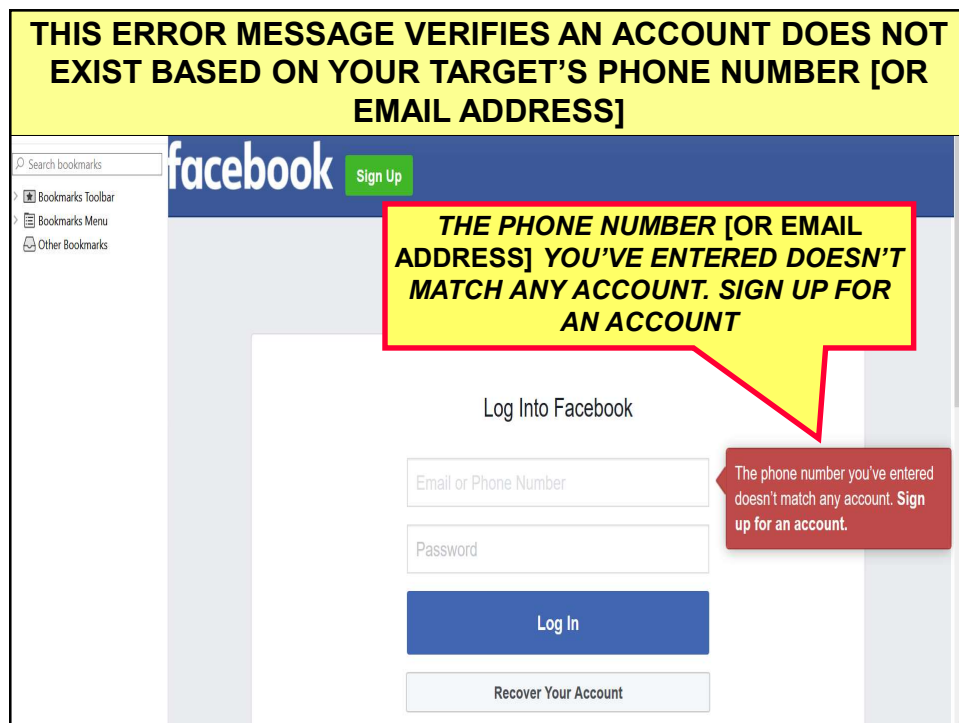 THIS ERROR MESSAGE VERIFIES AN ACCOUNT DOES NOT
EXIST BASED ON YOUR TARGET'S PHONE NUMBER [OR
EMAIL ADDRESS]
Search bookmarks
Bookmarks Toolbar
Bookmarks Menu
Other Bookmarks
facebook
Sign Up
THE PHONE NUMBER [OR EMAIL
ADDRESS] YOU'VE ENTERED DOESN'T
MATCH ANY ACCOUNT. SIGN UP FOR
AN ACCOUNT
Log Into Facebook
Email or Phone Number
The phone number you've entered
doesn't match any account. Sign
up for an account.
Password
Log In
Recover Your Account